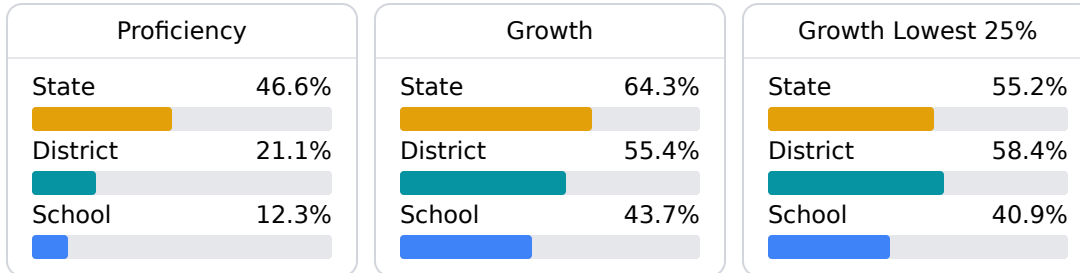 Proficiency
State 46.6%
District 21.1%
School 12.3%
Growth
State 64.3%
District 55.4%
School 43.7%
Growth Lowest 25%
State 55.2%
District 58.4%
School 40.9%